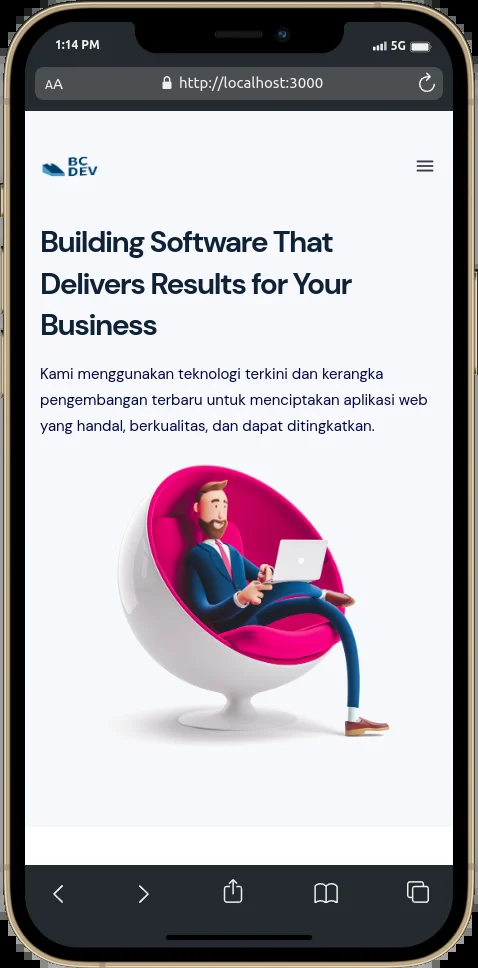 1:14 PM
5G
AA
http://localhost:3000
BC
DEV
Building Software That
Delivers Results for Your
Business
Kami menggunakan teknologi terkini dan kerangka
pengembangan terbaru untuk menciptakan aplikasi web
yang handal, berkualitas, dan dapat ditingkatkan.